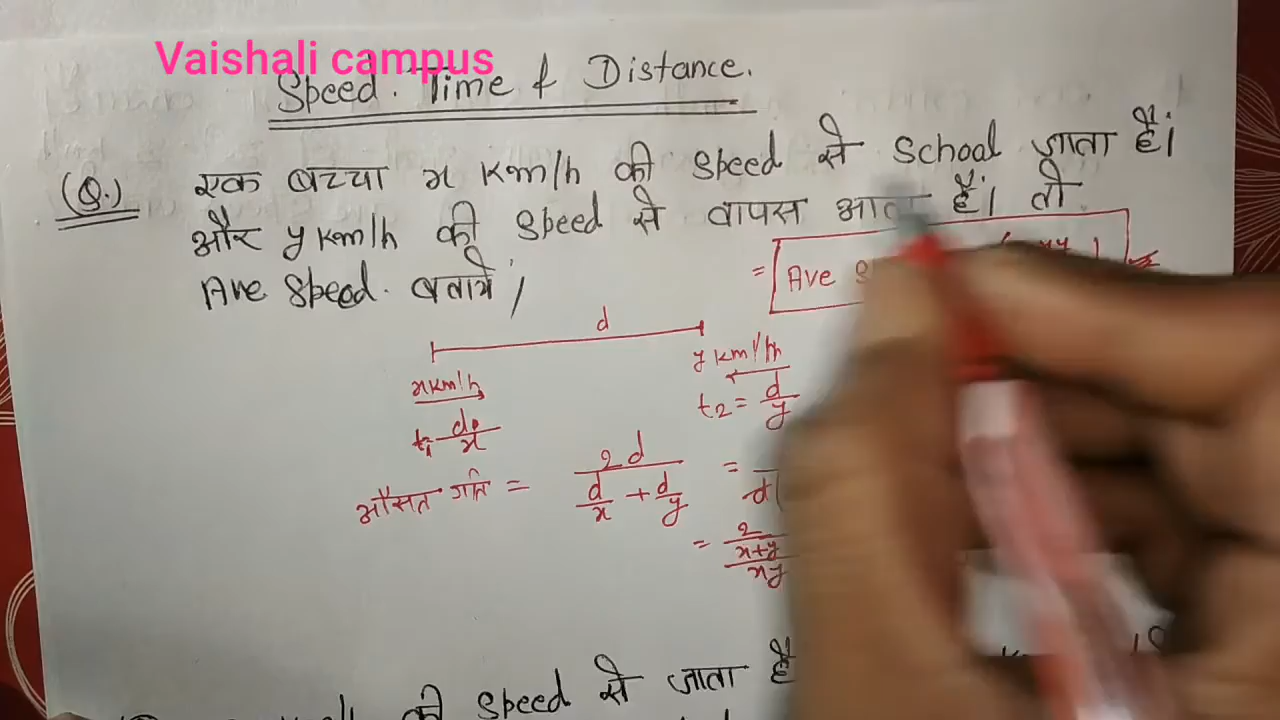 Vaishali campus
Speed. Time & Distance.
(Q.) एक बच्चा x Km/h की speed से school जाता हैं।
और y Km/h की speed से वापस आता हैं। तो
Ave speed. बताये।
= Ave
d
x km/h
y km/h
t₁ = d/x
t₂ = d/y
औसत गति = 2d / (d/x + d/y) =
= 2 / ((x+y)/xy)
की speed से जाता है